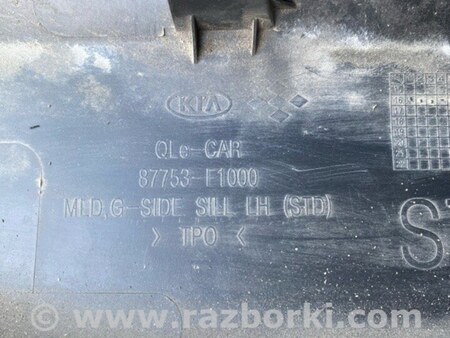 KIA
QLe-CAR
87753-F1000
MLD,G-SIDE SILL LH (STD)
> TPO <
www.razborki.com